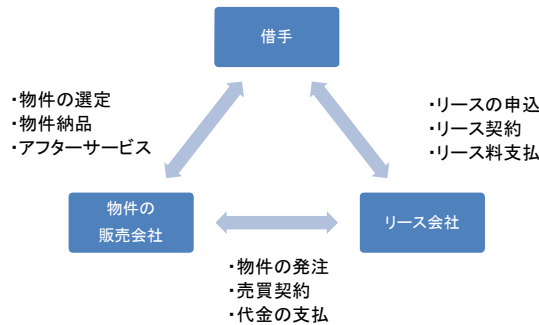 借手
・物件の選定
・物件納品
・アフターサービス
・リースの申込
・リース契約
・リース料支払
物件の
販売会社
リース会社
・物件の発注
・売買契約
・代金の支払